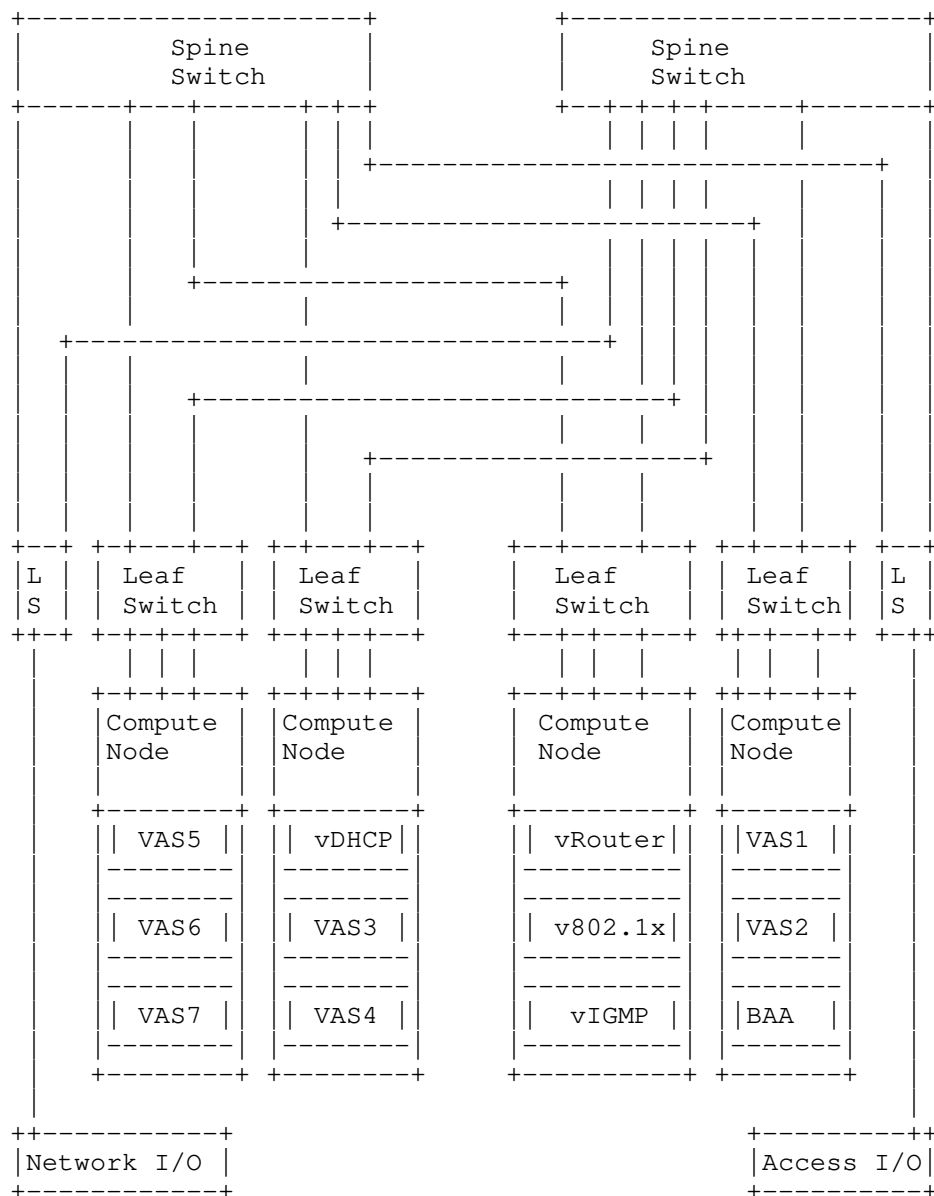 Spine Spine
Switch Switch
L Leaf Leaf Leaf Leaf L
S Switch Switch Switch Switch S
Compute Compute Compute Compute
Node Node Node Node
VAS5 vDHCP vRouter VAS1
VAS6 VAS3 v802.1x VAS2
VAS7 VAS4 vIGMP BAA
Network I/O Access I/O